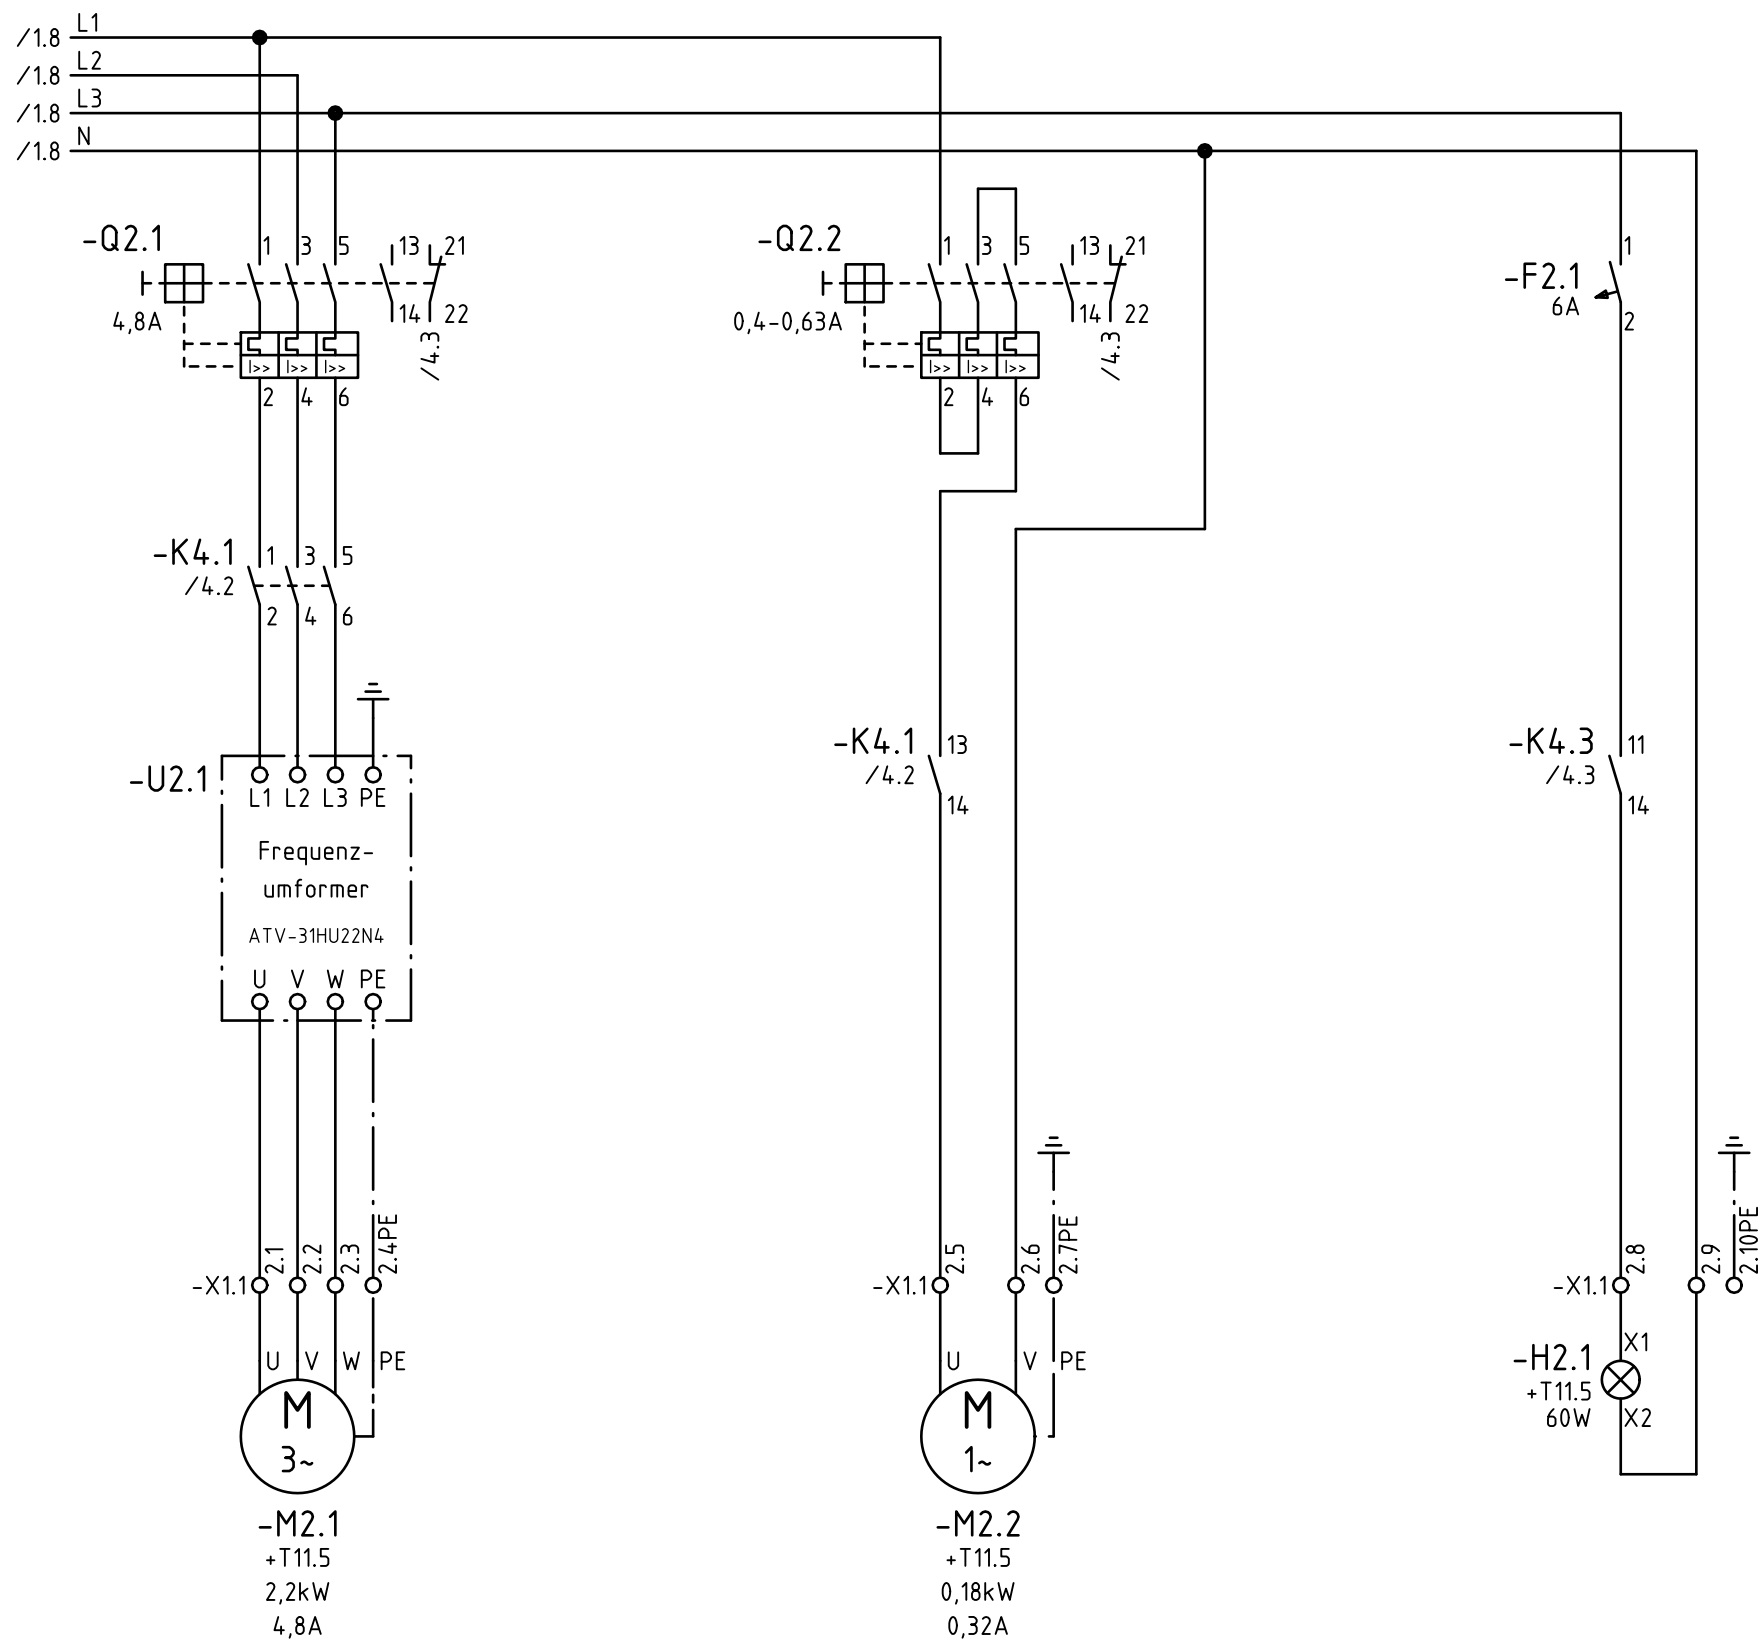 /1.8 L1
/1.8 L2
/1.8 L3
/1.8 N
-Q2.1
4,8A
1 3 5 13 21
14 22
/4.3
I>> I>> I>>
2 4 6
-Q2.2
0,4-0,63A
1 3 5 13 21
14 22
/4.3
I>> I>> I>>
2 4 6
-F2.1
6A
1
2
-K4.1
/4.2
1 3 5
2 4 6
-U2.1
L1 L2 L3 PE
Frequenz-
umformer
ATV-31HU22N4
U V W PE
-K4.1
/4.2
13
14
-K4.3
/4.3
11
14
-X1.1
2.1 2.2 2.3 2.4PE
U V W PE
M
3~
-M2.1
+T11.5
2,2kW
4,8A
-X1.1
2.5 2.6 2.7PE
U V PE
M
1~
-M2.2
+T11.5
0,18kW
0,32A
-X1.1
2.8 2.9 2.10PE
X1
-H2.1
+T11.5
60W
X2